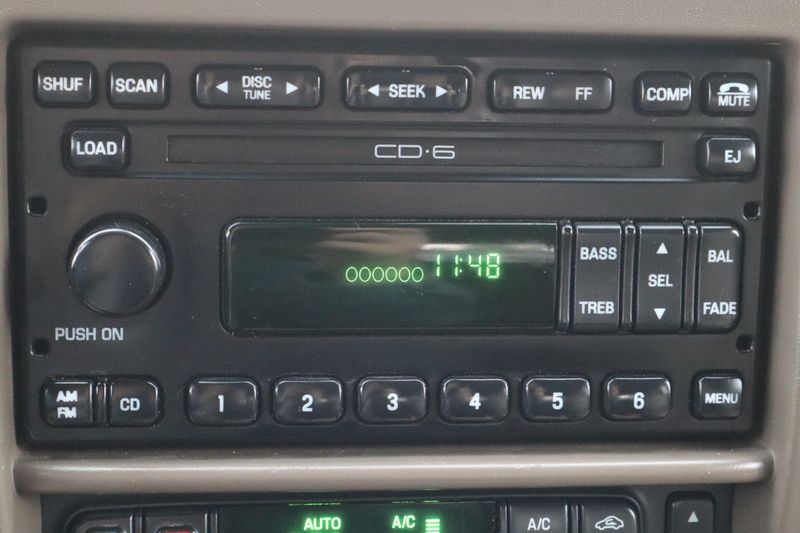 SHUF SCAN ◄ DISC TUNE ► ◄ SEEK ► REW FF COMP MUTE
LOAD CD·6 EJ
000000 11:48
BASS ▲ BAL
SEL
TREB ▼ FADE
PUSH ON
AM FM CD 1 2 3 4 5 6 MENU
AUTO A/C A/C